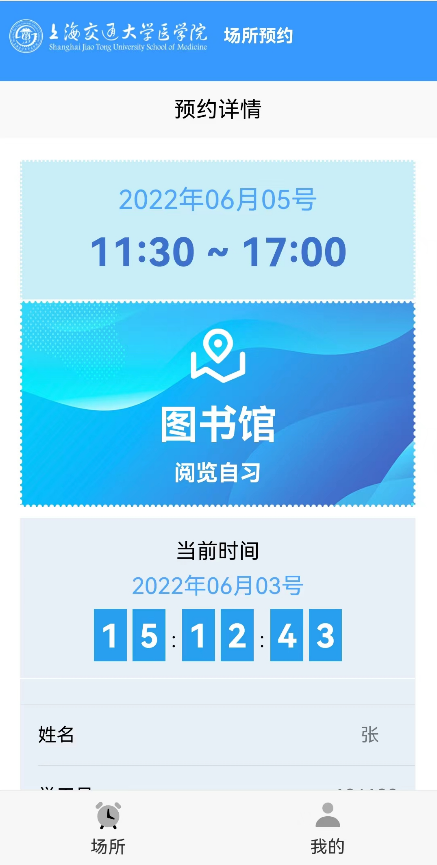 上海交通大学医学院 场所预约
Shanghai Jiao Tong University School of Medicine
预约详情
2022年06月05号
11:30 ~ 17:00
图书馆
阅览自习
当前时间
2022年06月03号
15:12:43
姓名 张
场所 我的